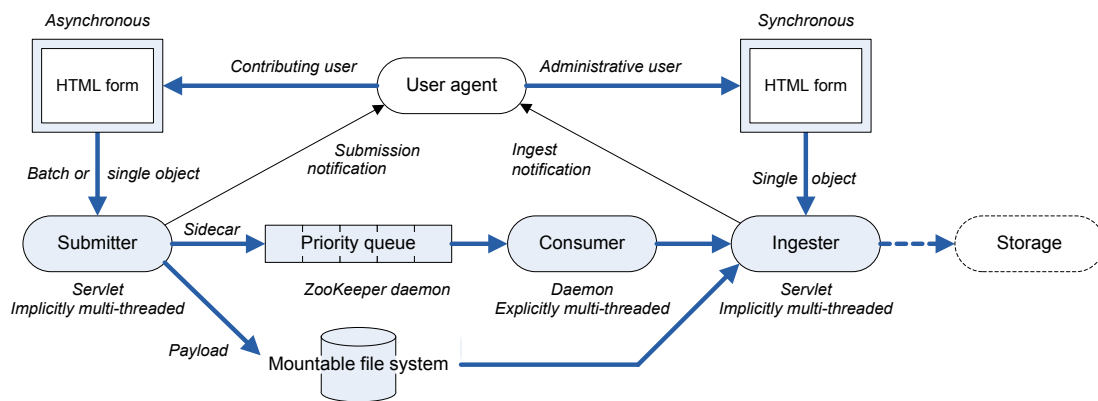 Asynchronous
Synchronous
HTML form
Contributing user
User agent
Administrative user
HTML form
Submission
notification
Ingest
notification
Batch or single object
Single object
Submitter
Sidecar
Priority queue
Consumer
Ingester
Storage
Servlet
Implicitly multi-threaded
ZooKeeper daemon
Daemon
Explicitly multi-threaded
Servlet
Implicitly multi-threaded
Payload
Mountable file system